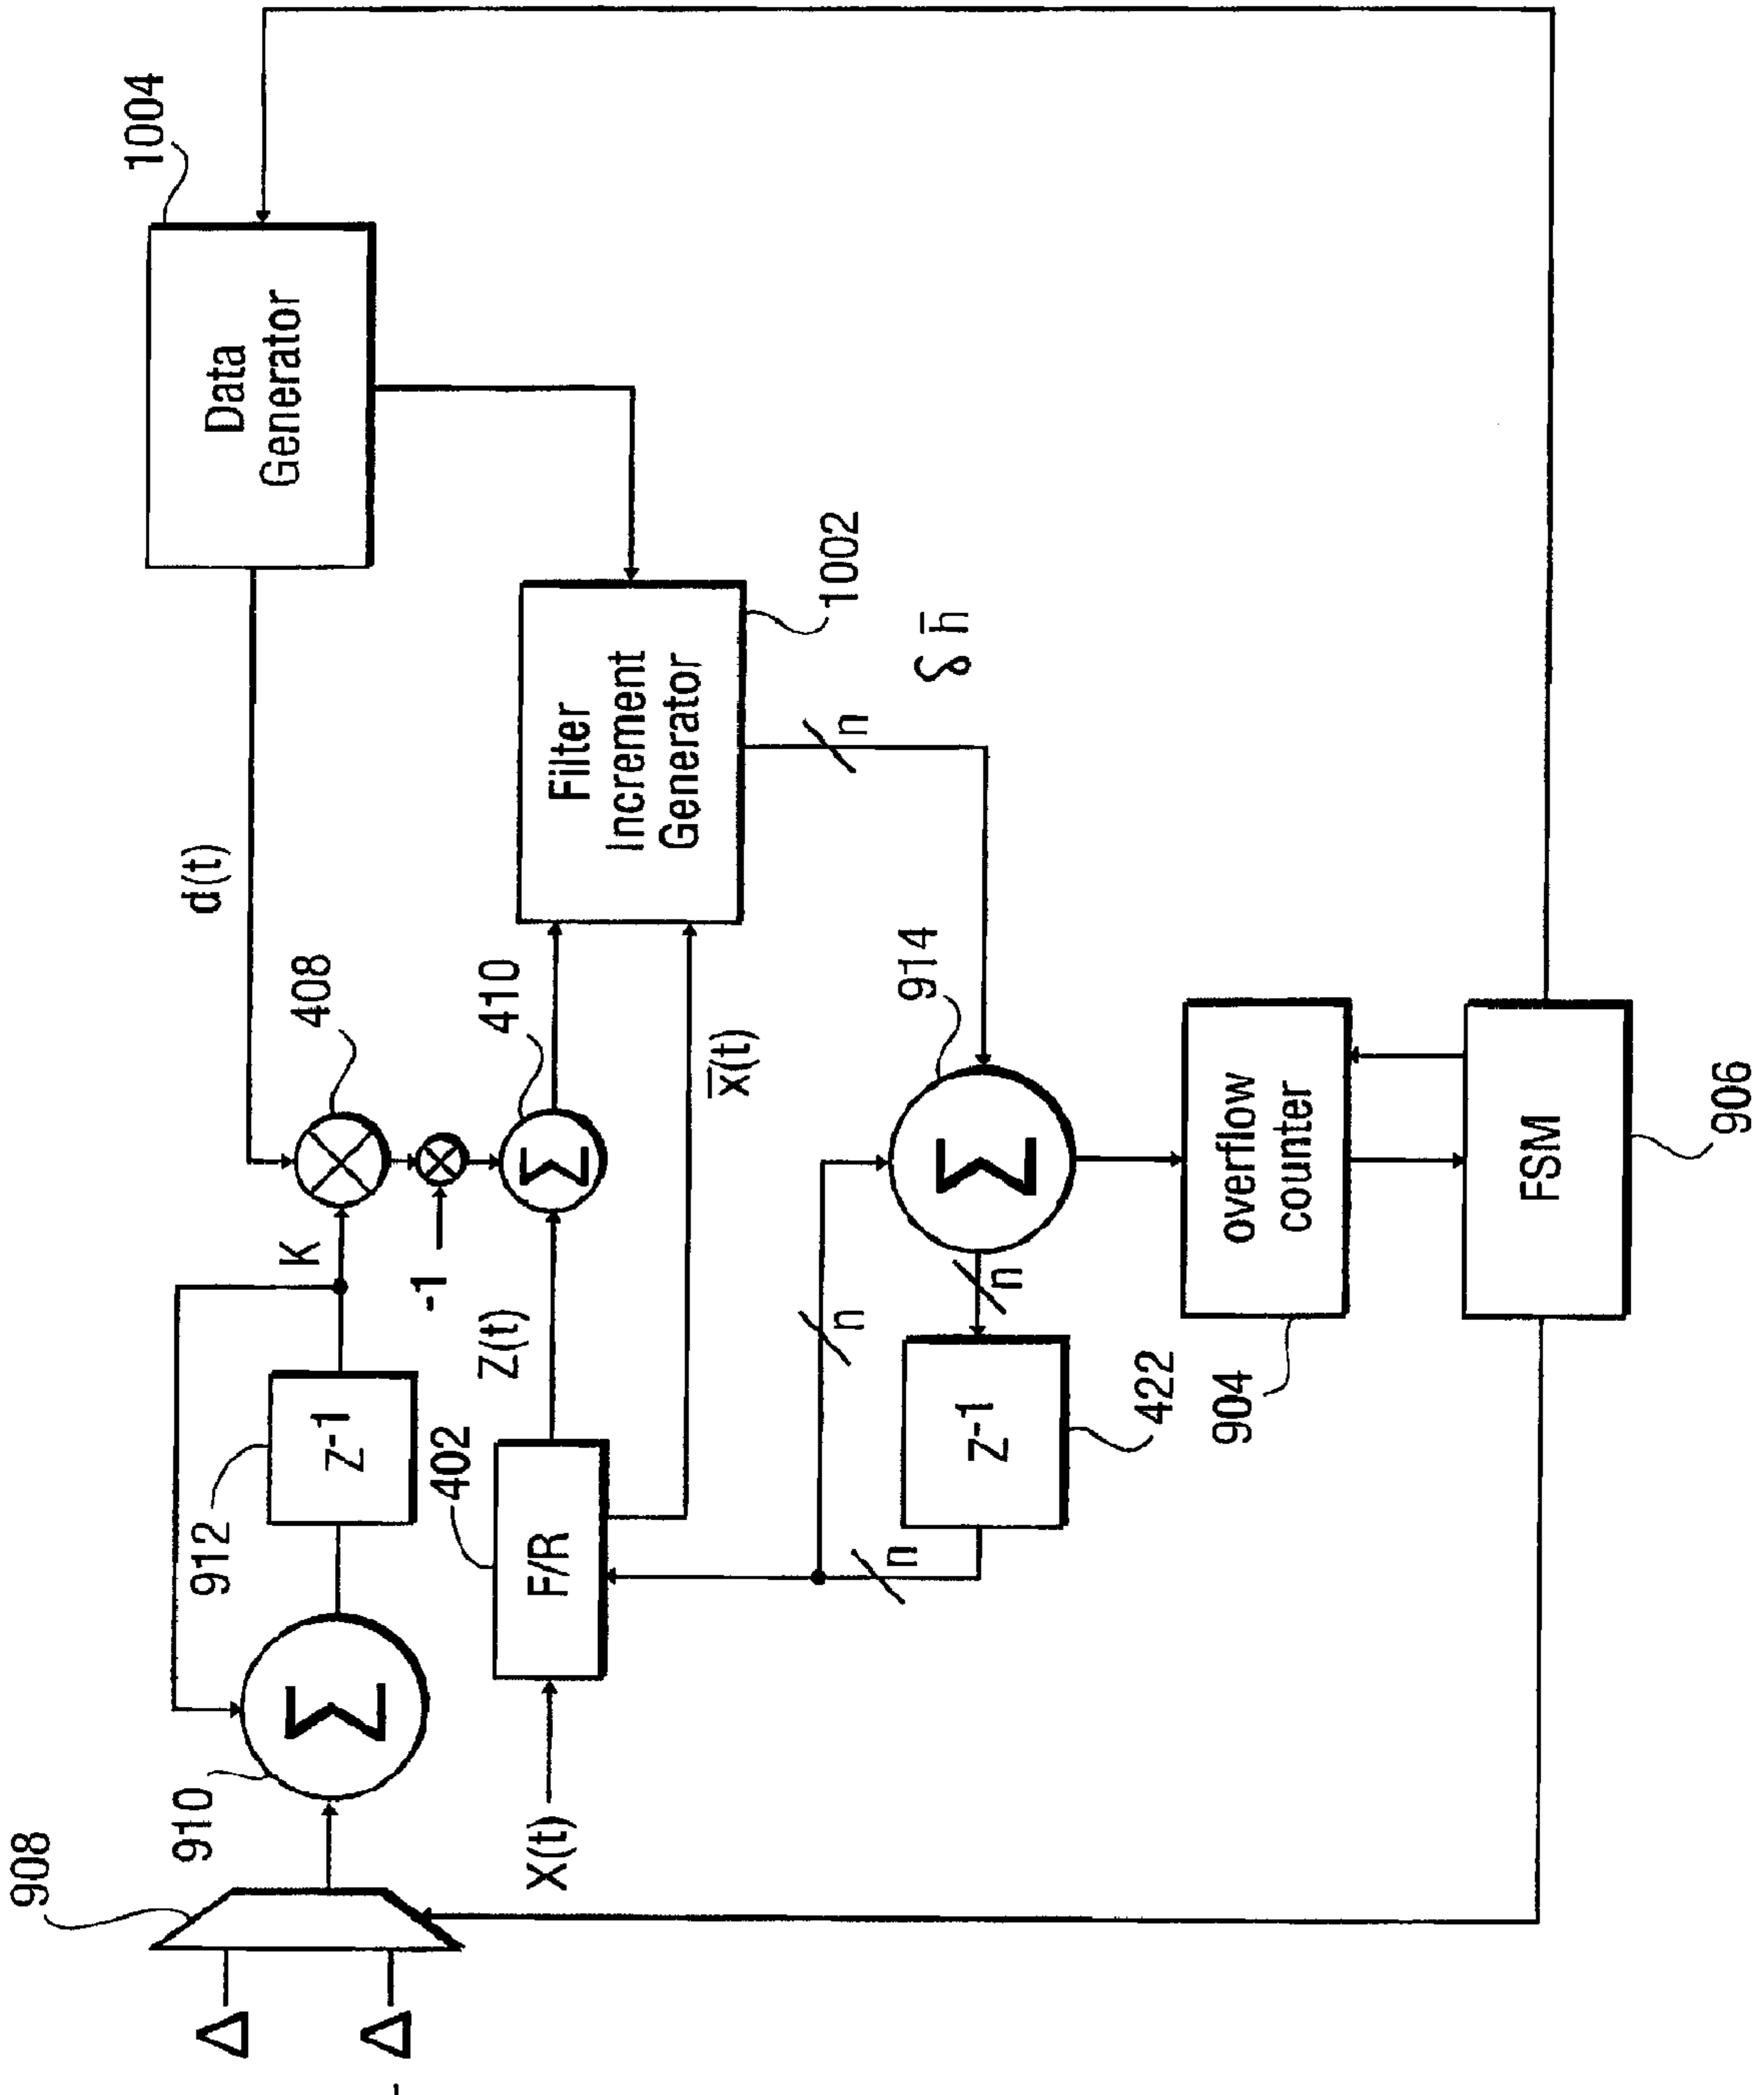 908
Δ
-Δ
910
Σ
912
z-1
K
408
-1
d(t)
1004
Data
Generator
X(t)
402
F/R
Z(t)
410
Σ
x̅(t)
Filter
Increment
Generator
1002
n
δ h̅
n
n
z-1
422
n
Σ
914
overflow
counter
904
FSM
906